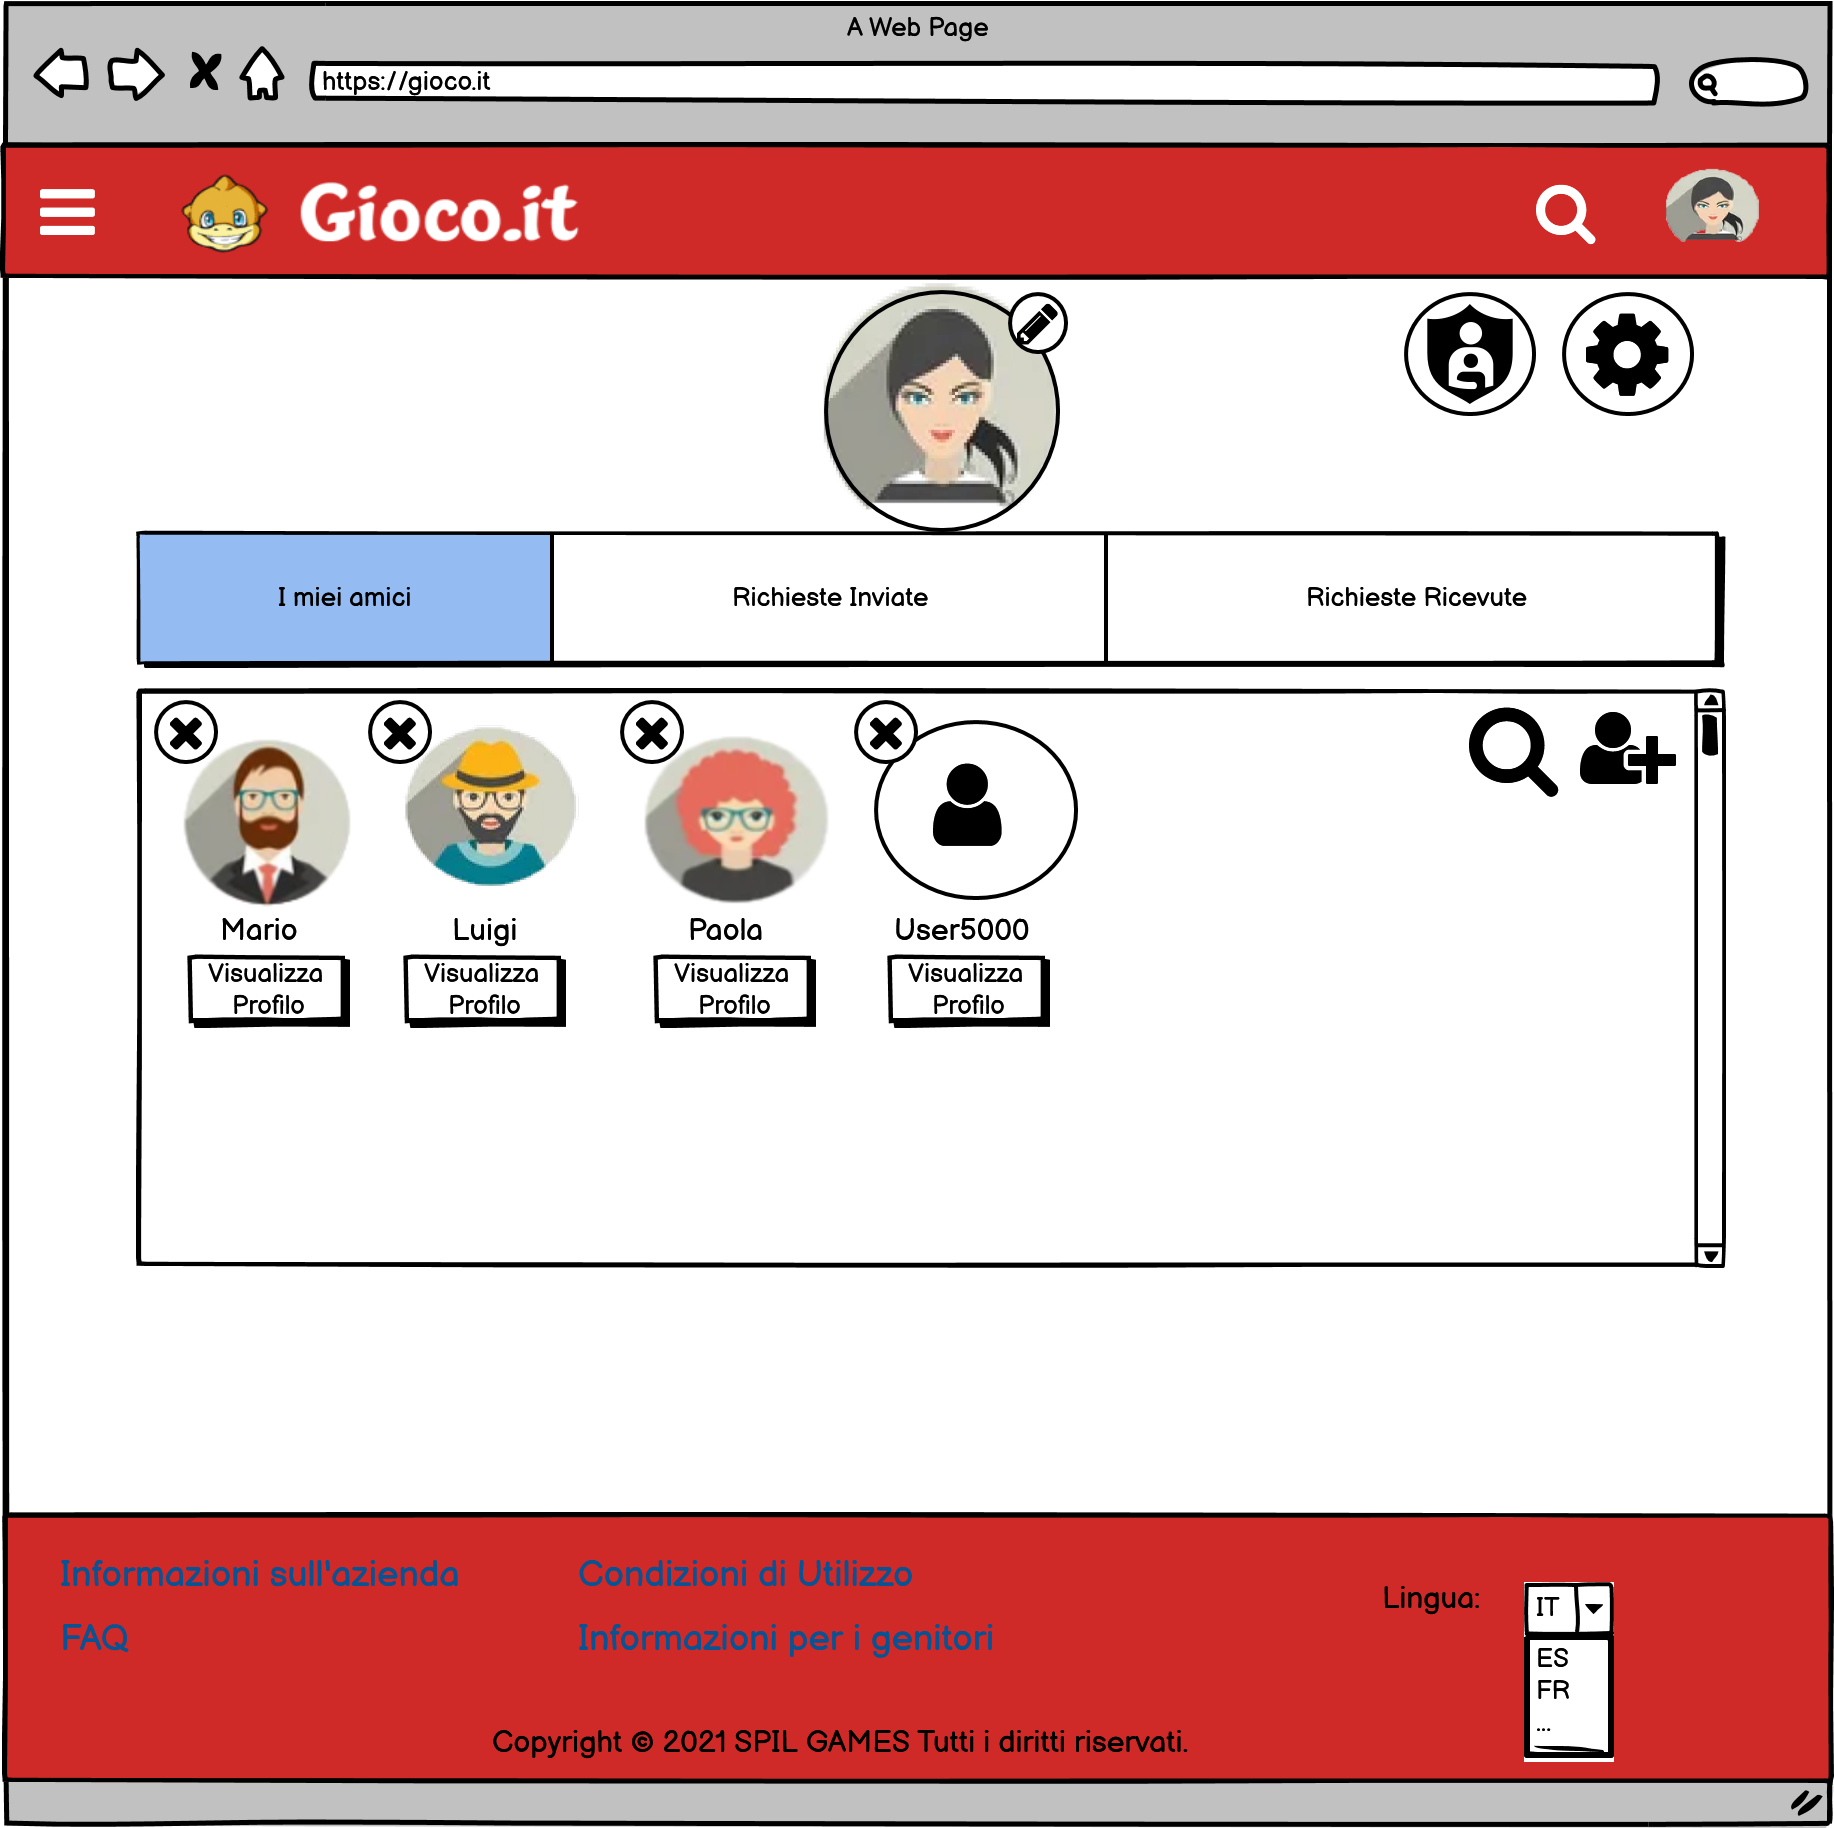 A Web Page
https://gioco.it
Gioco.it
I miei amici
Richieste Inviate
Richieste Ricevute
Mario
Luigi
Paola
User5000
Visualizza
Profilo
Visualizza
Profilo
Visualizza
Profilo
Visualizza
Profilo
Informazioni sull'azienda
Condizioni di Utilizzo
FAQ
Informazioni per i genitori
Lingua:
IT
ES
FR
...
Copyright © 2021 SPIL GAMES Tutti i diritti riservati.